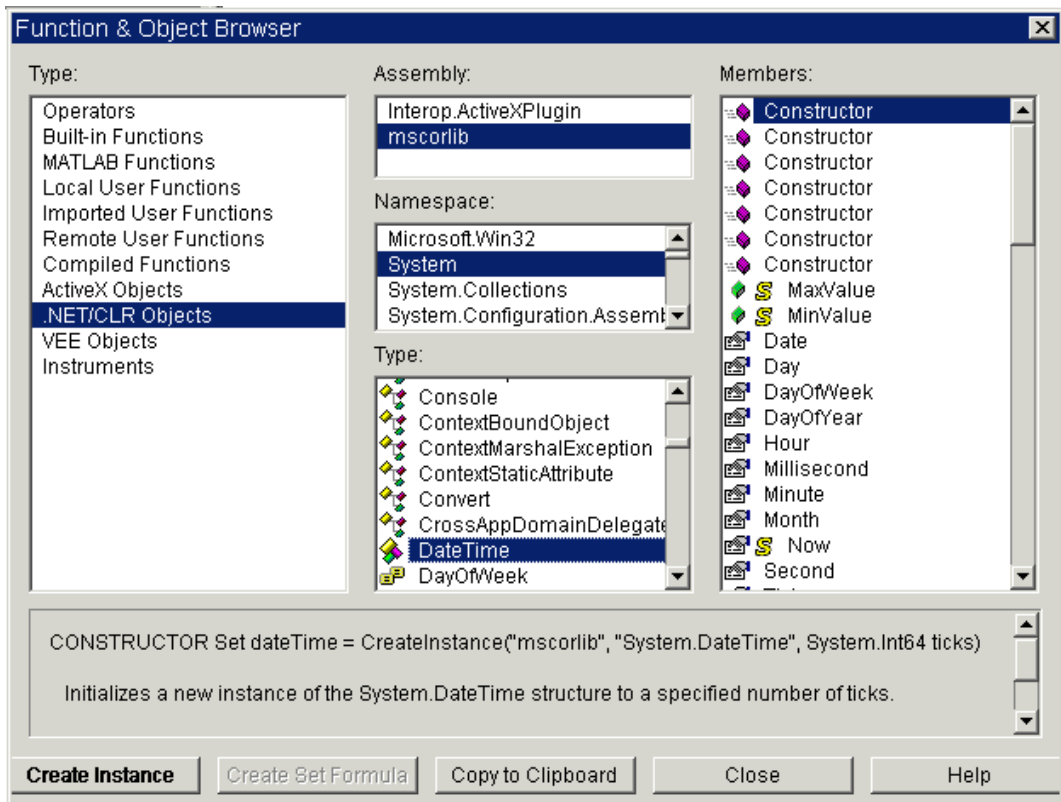 Function & Object Browser
Type:
Operators
Built-in Functions
MATLAB Functions
Local User Functions
Imported User Functions
Remote User Functions
Compiled Functions
ActiveX Objects
.NET/CLR Objects
VEE Objects
Instruments
Assembly:
Interop.ActiveXPlugin
mscorlib
Namespace:
Microsoft.Win32
System
System.Collections
System.Configuration.Assemb
Type:
Console
ContextBoundObject
ContextMarshalException
ContextStaticAttribute
Convert
CrossAppDomainDelegate
DateTime
DayOfWeek
Members:
Constructor
Constructor
Constructor
Constructor
Constructor
Constructor
Constructor
S MaxValue
S MinValue
Date
Day
DayOfWeek
DayOfYear
Hour
Millisecond
Minute
Month
S Now
Second
CONSTRUCTOR Set dateTime = CreateInstance("mscorlib", "System.DateTime", System.Int64 ticks)
Initializes a new instance of the System.DateTime structure to a specified number of ticks.
Create Instance
Create Set Formula
Copy to Clipboard
Close
Help